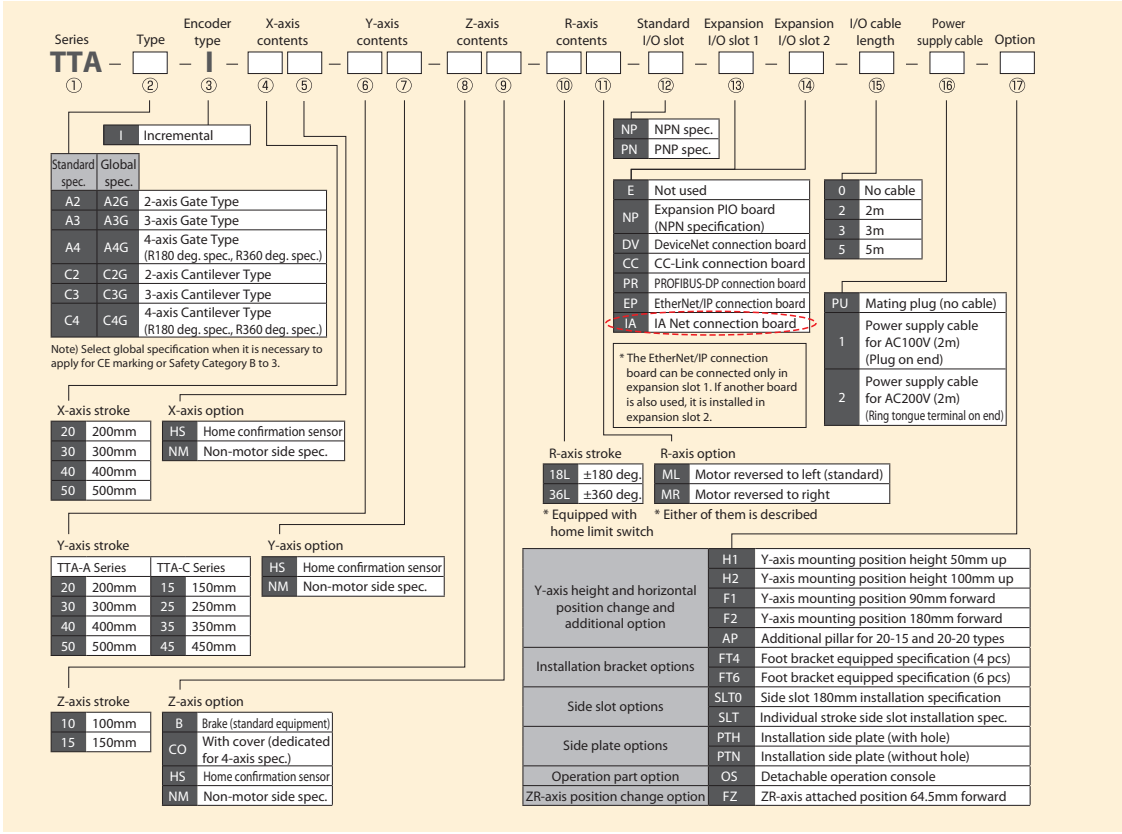 Series
Type
Encoder type
X-axis contents
Y-axis contents
Z-axis contents
R-axis contents
Standard I/O slot
Expansion I/O slot 1
Expansion I/O slot 2
I/O cable length
Power supply cable
Option
TTA – – I – – – – – – – – – –
① ② ③ ④ ⑤ ⑥ ⑦ ⑧ ⑨ ⑩ ⑪ ⑫ ⑬ ⑭ ⑮ ⑯ ⑰
I Incremental
Standard spec. Global spec.
A2 A2G 2-axis Gate Type
A3 A3G 3-axis Gate Type
A4 A4G 4-axis Gate Type
(R180 deg. spec., R360 deg. spec.)
C2 C2G 2-axis Cantilever Type
C3 C3G 3-axis Cantilever Type
C4 C4G 4-axis Cantilever Type
(R180 deg. spec., R360 deg. spec.)
Note) Select global specification when it is necessary to
apply for CE marking or Safety Category B to 3.
NP NPN spec.
PN PNP spec.
E Not used
NP Expansion PIO board
(NPN specification)
DV DeviceNet connection board
CC CC-Link connection board
PR PROFIBUS-DP connection board
EP EtherNet/IP connection board
IA IA Net connection board
* The EtherNet/IP connection
board can be connected only in
expansion slot 1. If another board
is also used, it is installed in
expansion slot 2.
0 No cable
2 2m
3 3m
5 5m
PU Mating plug (no cable)
1 Power supply cable
for AC100V (2m)
(Plug on end)
2 Power supply cable
for AC200V (2m)
(Ring tongue terminal on end)
X-axis stroke
20 200mm
30 300mm
40 400mm
50 500mm
X-axis option
HS Home confirmation sensor
NM Non-motor side spec.
R-axis stroke
18L ±180 deg.
36L ±360 deg.
* Equipped with
home limit switch
R-axis option
ML Motor reversed to left (standard)
MR Motor reversed to right
* Either of them is described
Y-axis stroke
TTA-A Series TTA-C Series
20 200mm 15 150mm
30 300mm 25 250mm
40 400mm 35 350mm
50 500mm 45 450mm
Y-axis option
HS Home confirmation sensor
NM Non-motor side spec.
Z-axis stroke
10 100mm
15 150mm
Z-axis option
B Brake (standard equipment)
CO With cover (dedicated
for 4-axis spec.)
HS Home confirmation sensor
NM Non-motor side spec.
Y-axis height and horizontal
position change and
additional option
H1 Y-axis mounting position height 50mm up
H2 Y-axis mounting position height 100mm up
F1 Y-axis mounting position 90mm forward
F2 Y-axis mounting position 180mm forward
AP Additional pillar for 20-15 and 20-20 types
Installation bracket options
FT4 Foot bracket equipped specification (4 pcs)
FT6 Foot bracket equipped specification (6 pcs)
Side slot options
SLT0 Side slot 180mm installation specification
SLT Individual stroke side slot installation spec.
Side plate options
PTH Installation side plate (with hole)
PTN Installation side plate (without hole)
Operation part option OS Detachable operation console
ZR-axis position change option FZ ZR-axis attached position 64.5mm forward